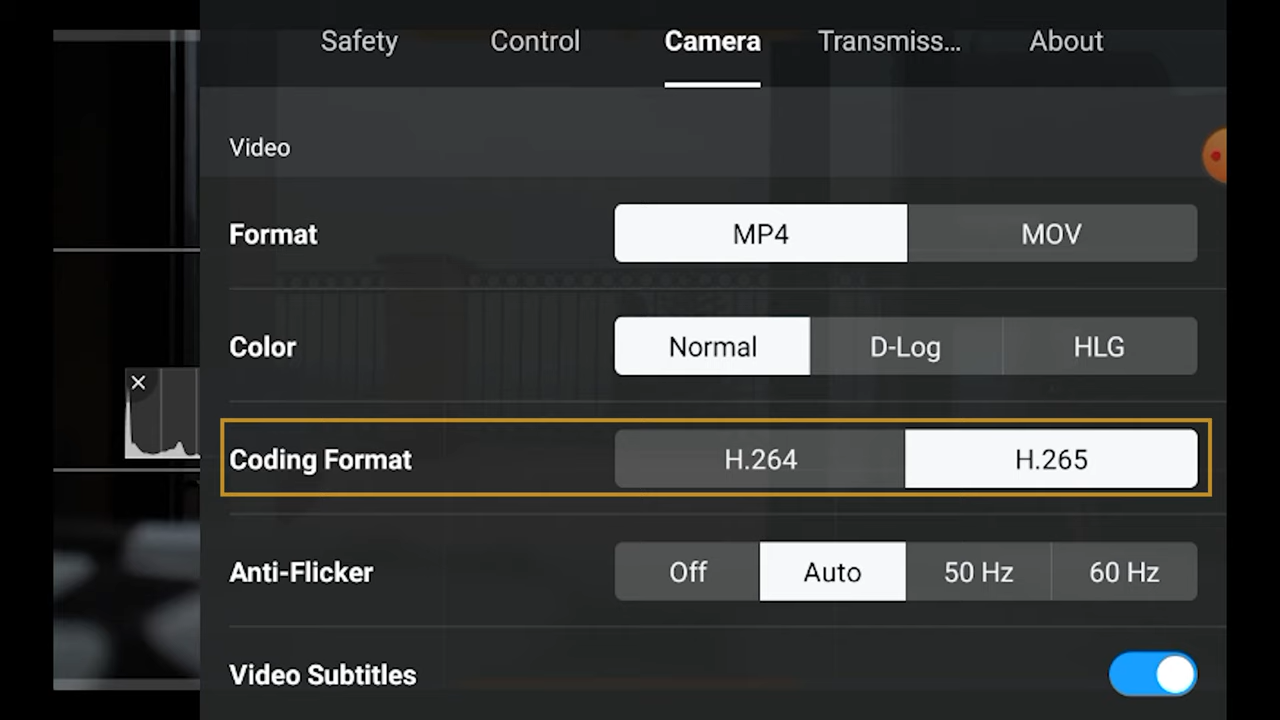 Safety Control Camera Transmiss... About
Video
Format MP4 MOV
Color Normal D-Log HLG
Coding Format H.264 H.265
Anti-Flicker Off Auto 50 Hz 60 Hz
Video Subtitles